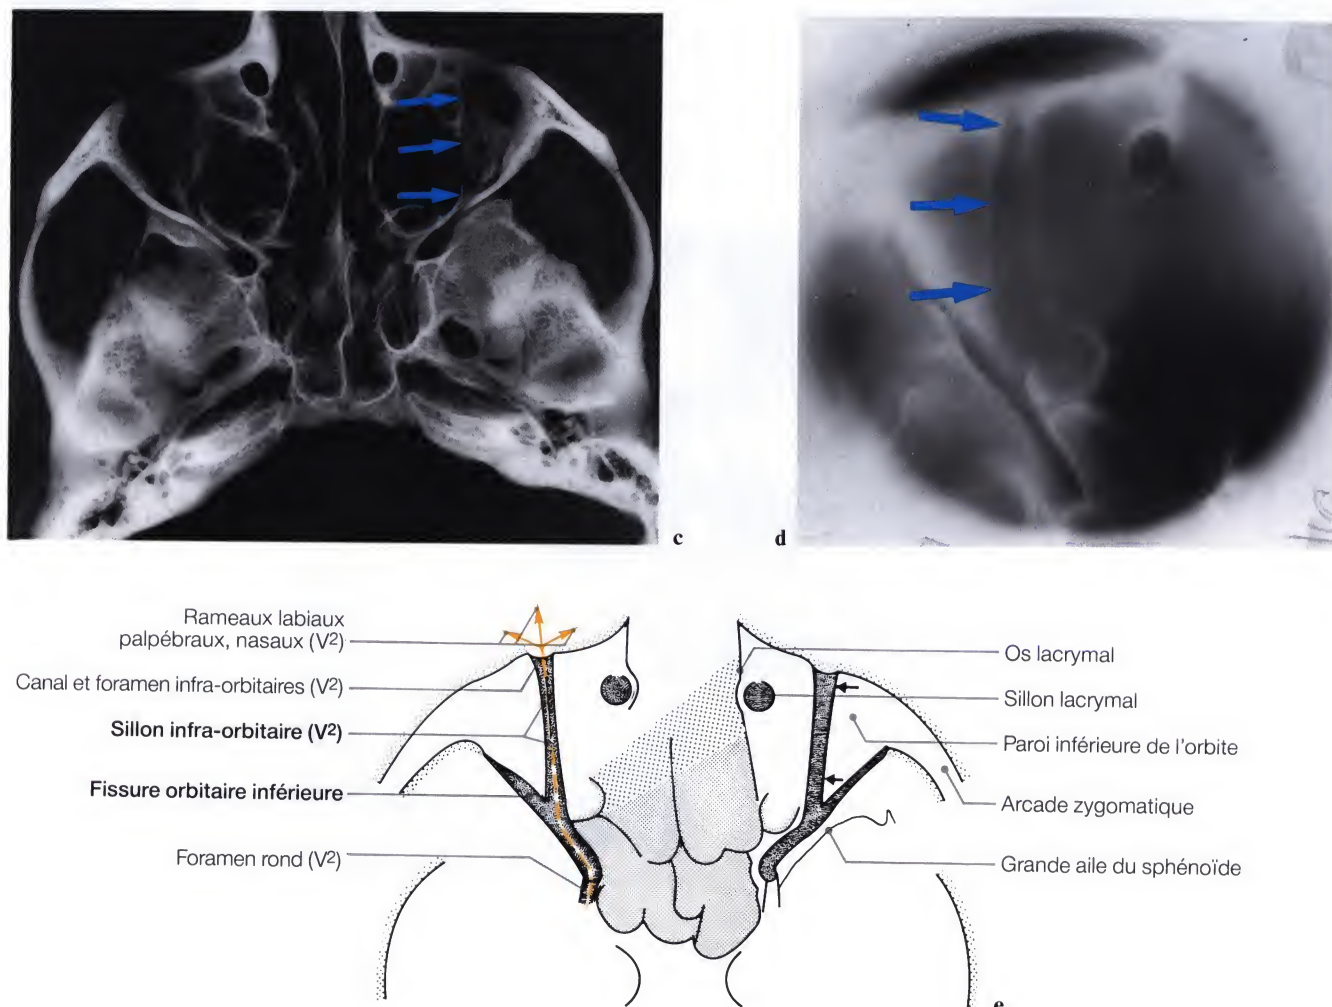 c
d
Rameaux labiaux
palpébraux, nasaux (V2)
Canal et foramen infra-orbitaires (V2)
Sillon infra-orbitaire (V2)
Fissure orbitaire inférieure
Foramen rond (V2)
Os lacrymal
Sillon lacrymal
Paroi inférieure de l'orbite
Arcade zygomatique
Grande aile du sphénoïde
e